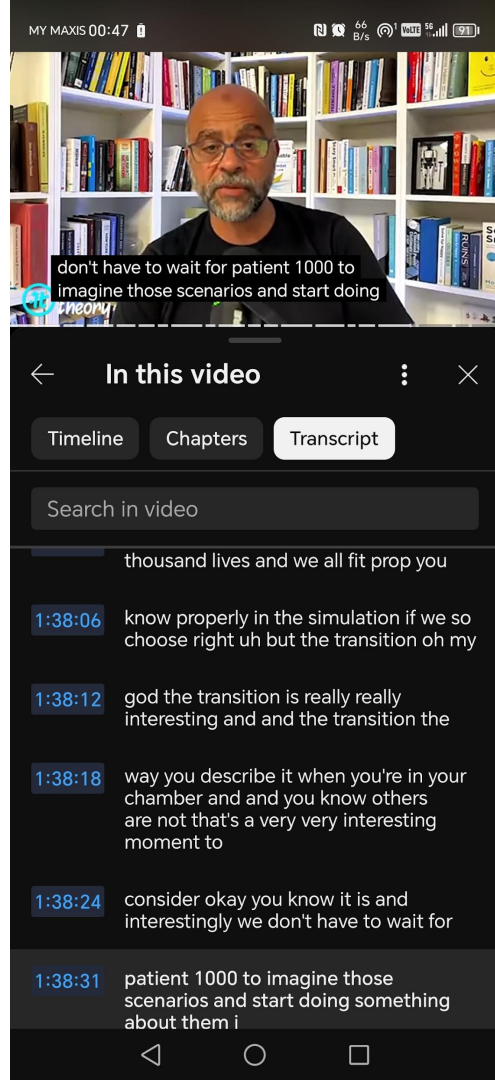 MY MAXIS 00:47
66
B/s
1
VoLTE
5G
91
don't have to wait for patient 1000 to
imagine those scenarios and start doing
theory
In this video
Timeline
Chapters
Transcript
Search in video
thousand lives and we all fit prop you
1:38:06
know properly in the simulation if we so
choose right uh but the transition oh my
1:38:12
god the transition is really really
interesting and and the transition the
1:38:18
way you describe it when you're in your
chamber and and you know others
are not that's a very very interesting
moment to
1:38:24
consider okay you know it is and
interestingly we don't have to wait for
1:38:31
patient 1000 to imagine those
scenarios and start doing something
about them i